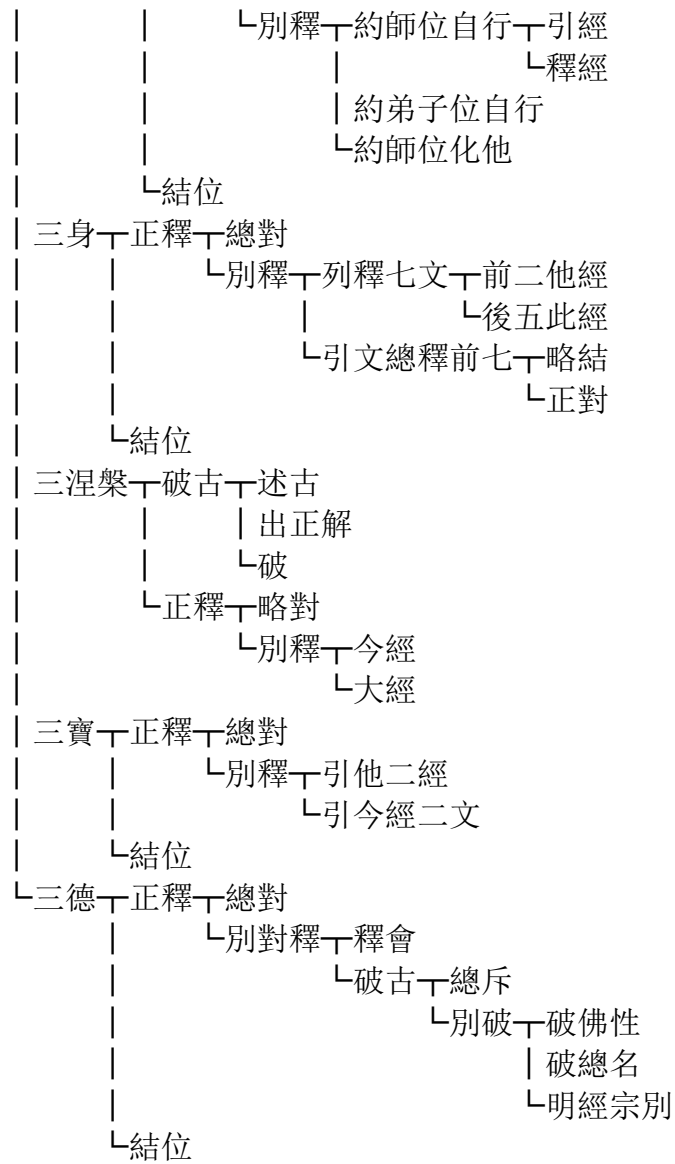 └別釋┬約師位自行┬引經
└釋經
約弟子位自行
└約師位化他
└結位
三身┬正釋┬總對
└別釋┬列釋七文┬前二他經
└後五此經
└引文總釋前七┬略結
└正對
└結位
三涅槃┬破古┬述古
出正解
└破
└正釋┬略對
└別釋┬今經
└大經
三寶┬正釋┬總對
└別釋┬引他二經
└引今經二文
└結位
└三德┬正釋┬總對
└別對釋┬釋會
└破古┬總斥
└別破┬破佛性
破總名
└明經宗別
└結位